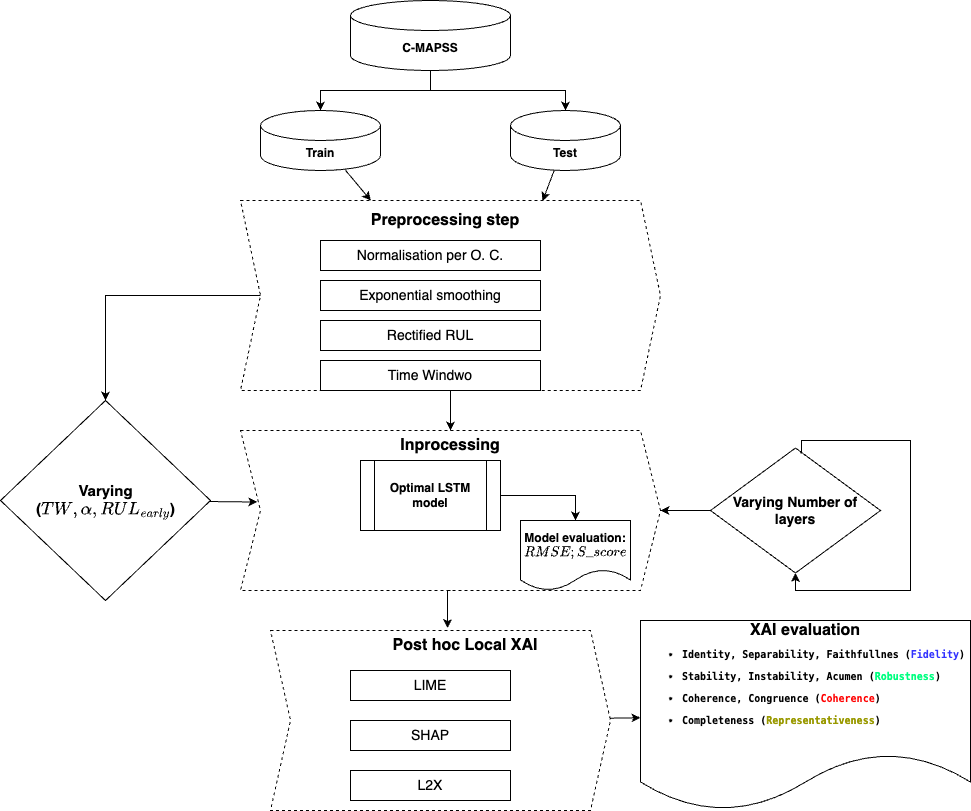 C-MAPSS
Train
Test
Preprocessing step
Normalisation per O. C.
Exponential smoothing
Rectified RUL
Time Windwo
Varying
(TW, α, RUL_{early})
Inprocessing
Optimal LSTM
model
Model evaluation:
RMSE; S_score
Varying Number of
layers
Post hoc Local XAI
LIME
SHAP
L2X
XAI evaluation
• Identity, Separability, Faithfullnes (Fidelity)
• Stability, Instability, Acumen (Robustness)
• Coherence, Congruence (Coherence)
• Completeness (Representativeness)